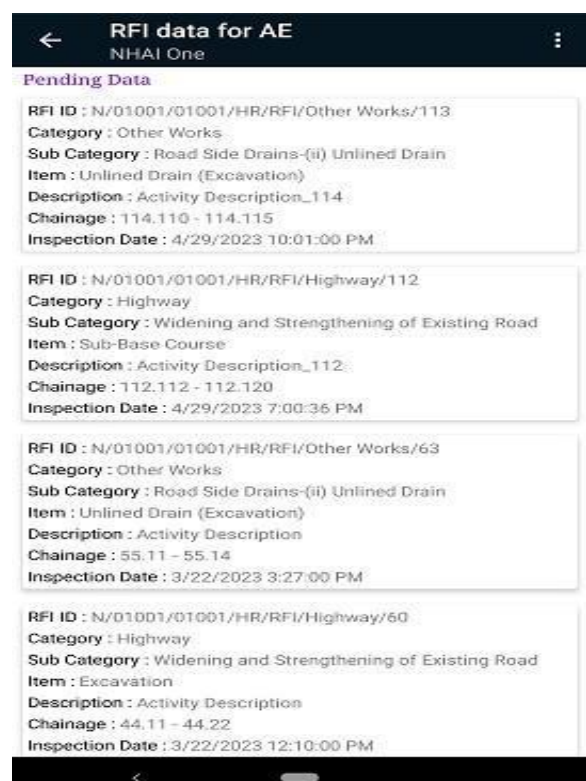 RFI data for AE
NHAI One
Pending Data
RFI ID : N/01001/01001/HR/RFI/Other Works/113
Category : Other Works
Sub Category : Road Side Drains-(ii) Unlined Drain
Item : Unlined Drain (Excavation)
Description : Activity Description_114
Chainage : 114.110 - 114.115
Inspection Date : 4/29/2023 10:01:00 PM
RFI ID : N/01001/01001/HR/RFI/Highway/112
Category : Highway
Sub Category : Widening and Strengthening of Existing Road
Item : Sub-Base Course
Description : Activity Description_112
Chainage : 112.112 - 112.120
Inspection Date : 4/29/2023 7:00:36 PM
RFI ID : N/01001/01001/HR/RFI/Other Works/63
Category : Other Works
Sub Category : Road Side Drains-(ii) Unlined Drain
Item : Unlined Drain (Excavation)
Description : Activity Description
Chainage : 55.11 - 55.14
Inspection Date : 3/22/2023 3:27:00 PM
RFI ID : N/01001/01001/HR/RFI/Highway/60
Category : Highway
Sub Category : Widening and Strengthening of Existing Road
Item : Excavation
Description : Activity Description
Chainage : 44.11 - 44.22
Inspection Date : 3/22/2023 12:10:00 PM